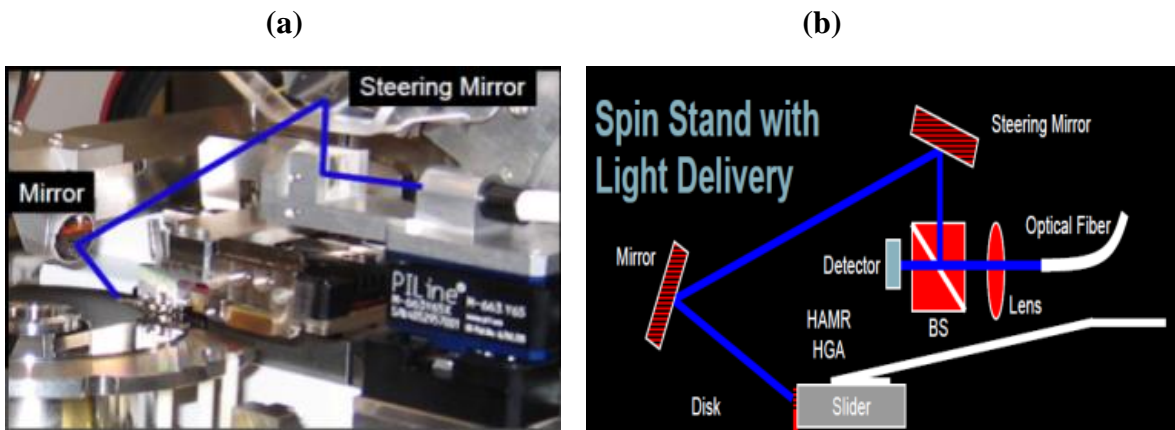 (a)
(b)
Steering Mirror
Mirror
PILine
M-663
Spin Stand with
Light Delivery
Steering Mirror
Optical Fiber
Mirror
Detector
Lens
BS
HAMR
HGA
Disk
Slider